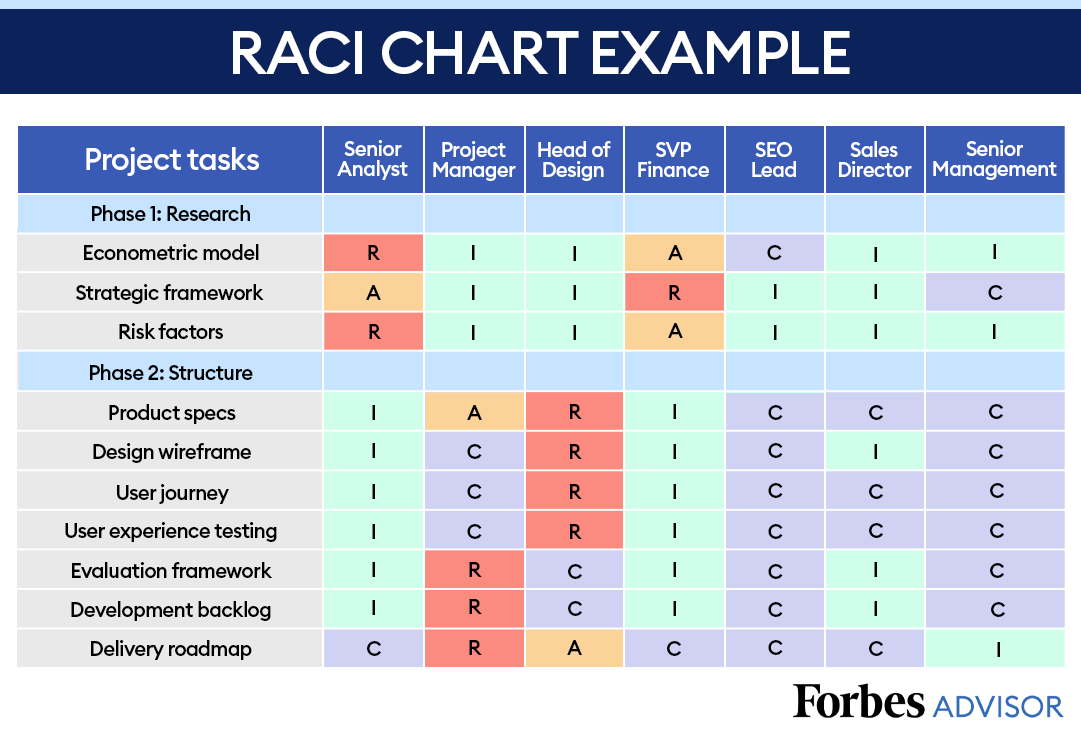 RACI CHART EXAMPLE
Project tasks Senior Analyst Project Manager Head of Design SVP Finance SEO Lead Sales Director Senior Management
Phase 1: Research
Econometric model R I I A C I I
Strategic framework A I I R I I C
Risk factors R I I A I I I
Phase 2: Structure
Product specs I A R I C C C
Design wireframe I C R I C I C
User journey I C R I C C C
User experience testing I C R I C C C
Evaluation framework I R C I C I C
Development backlog I R C I C I C
Delivery roadmap C R A C C C I
Forbes ADVISOR